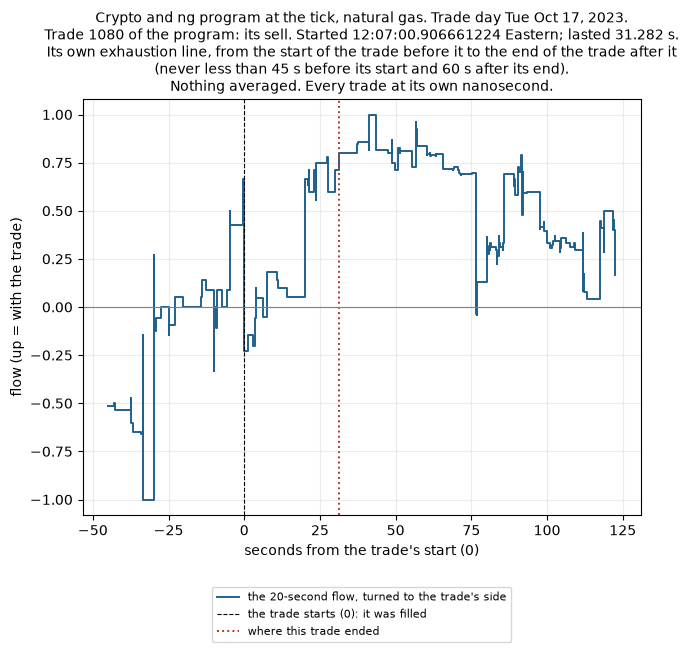 Crypto and ng program at the tick, natural gas. Trade day Tue Oct 17, 2023.
Trade 1080 of the program: its sell. Started 12:07:00.906661224 Eastern; lasted 31.282 s.
Its own exhaustion line, from the start of the trade before it to the end of the trade after it
(never less than 45 s before its start and 60 s after its end).
Nothing averaged. Every trade at its own nanosecond.
1.00
0.75
0.50
0.25
0.00
−0.25
−0.50
−0.75
−1.00
flow (up = with the trade)
−50
−25
0
25
50
75
100
125
seconds from the trade's start (0)
the 20-second flow, turned to the trade's side
the trade starts (0): it was filled
where this trade ended